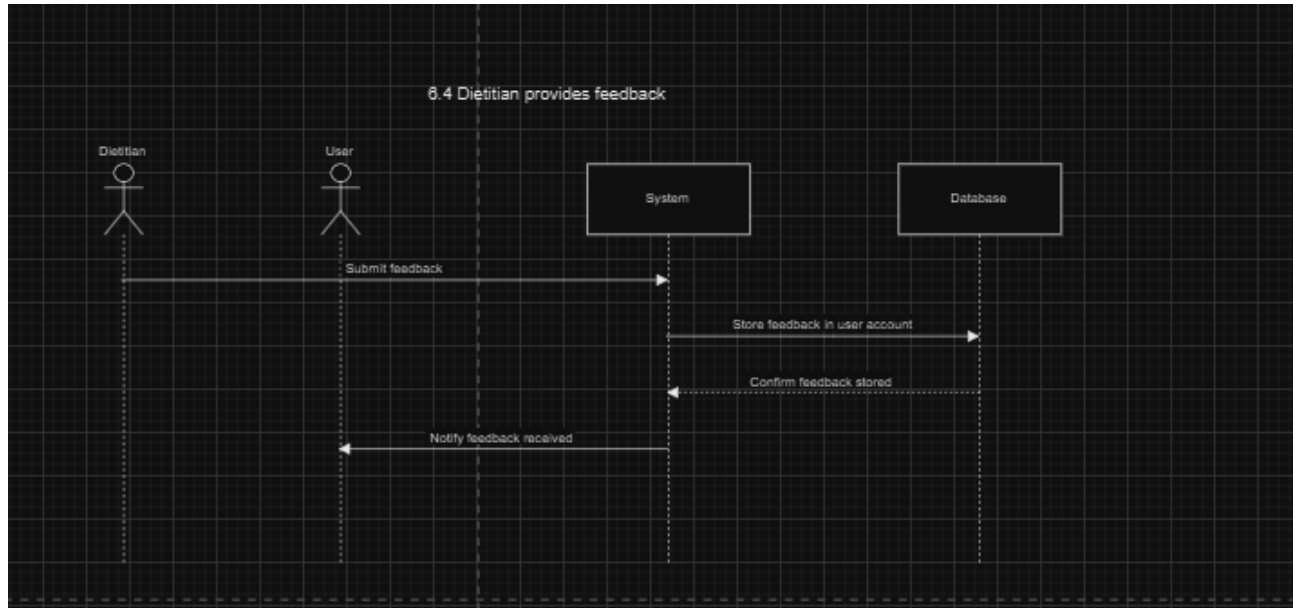 6.4 Dietitian provides feedback
Dietitian
User
System
Database
Submit feedback
Store feedback in user account
Confirm feedback stored
Notify feedback received